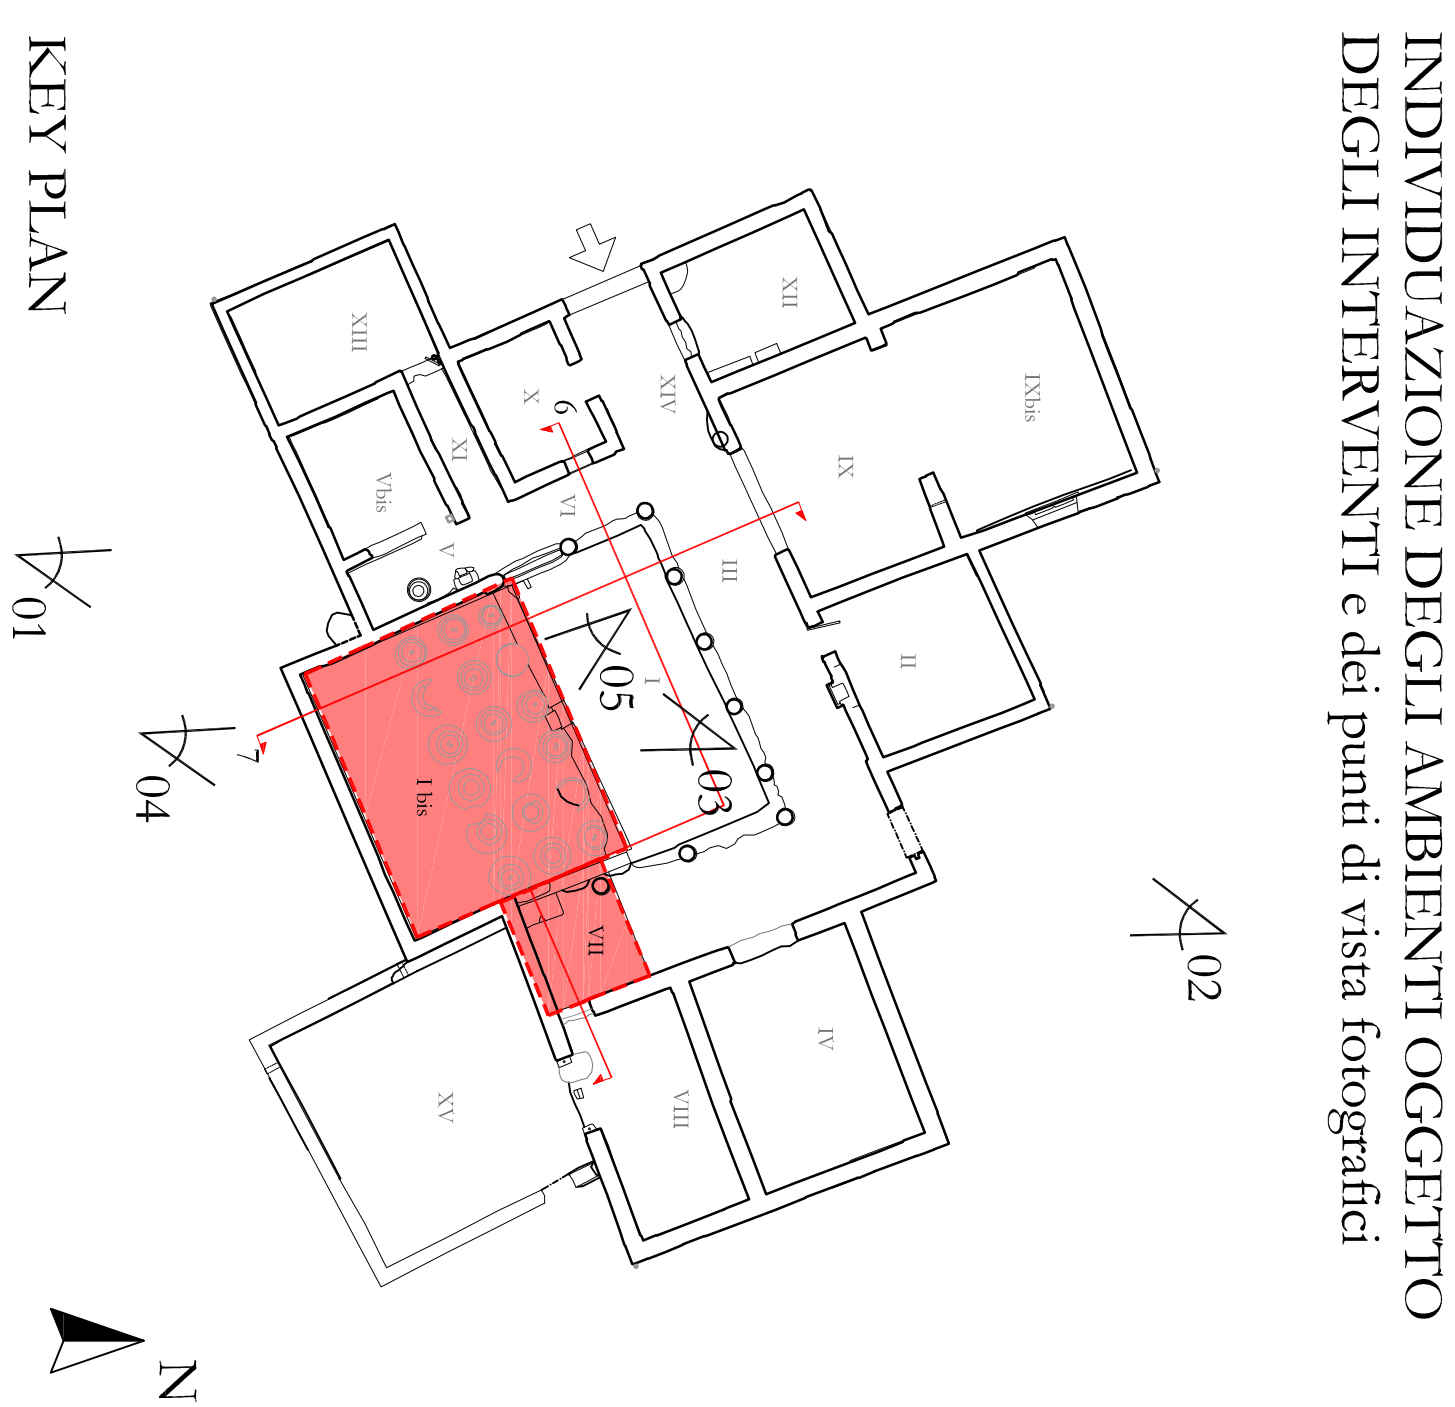 INDIVIDUAZIONE DEGLI AMBIENTI OGGETTO
DEGLI INTERVENTI e dei punti di vista fotografici
IXbis
02
II
IX
IV
XII
III
03
XIV
VIII
I
05
VII
VI
6
X
XI
V
XV
I bis
Vbis
XIII
7
N
04
KEY PLAN
01